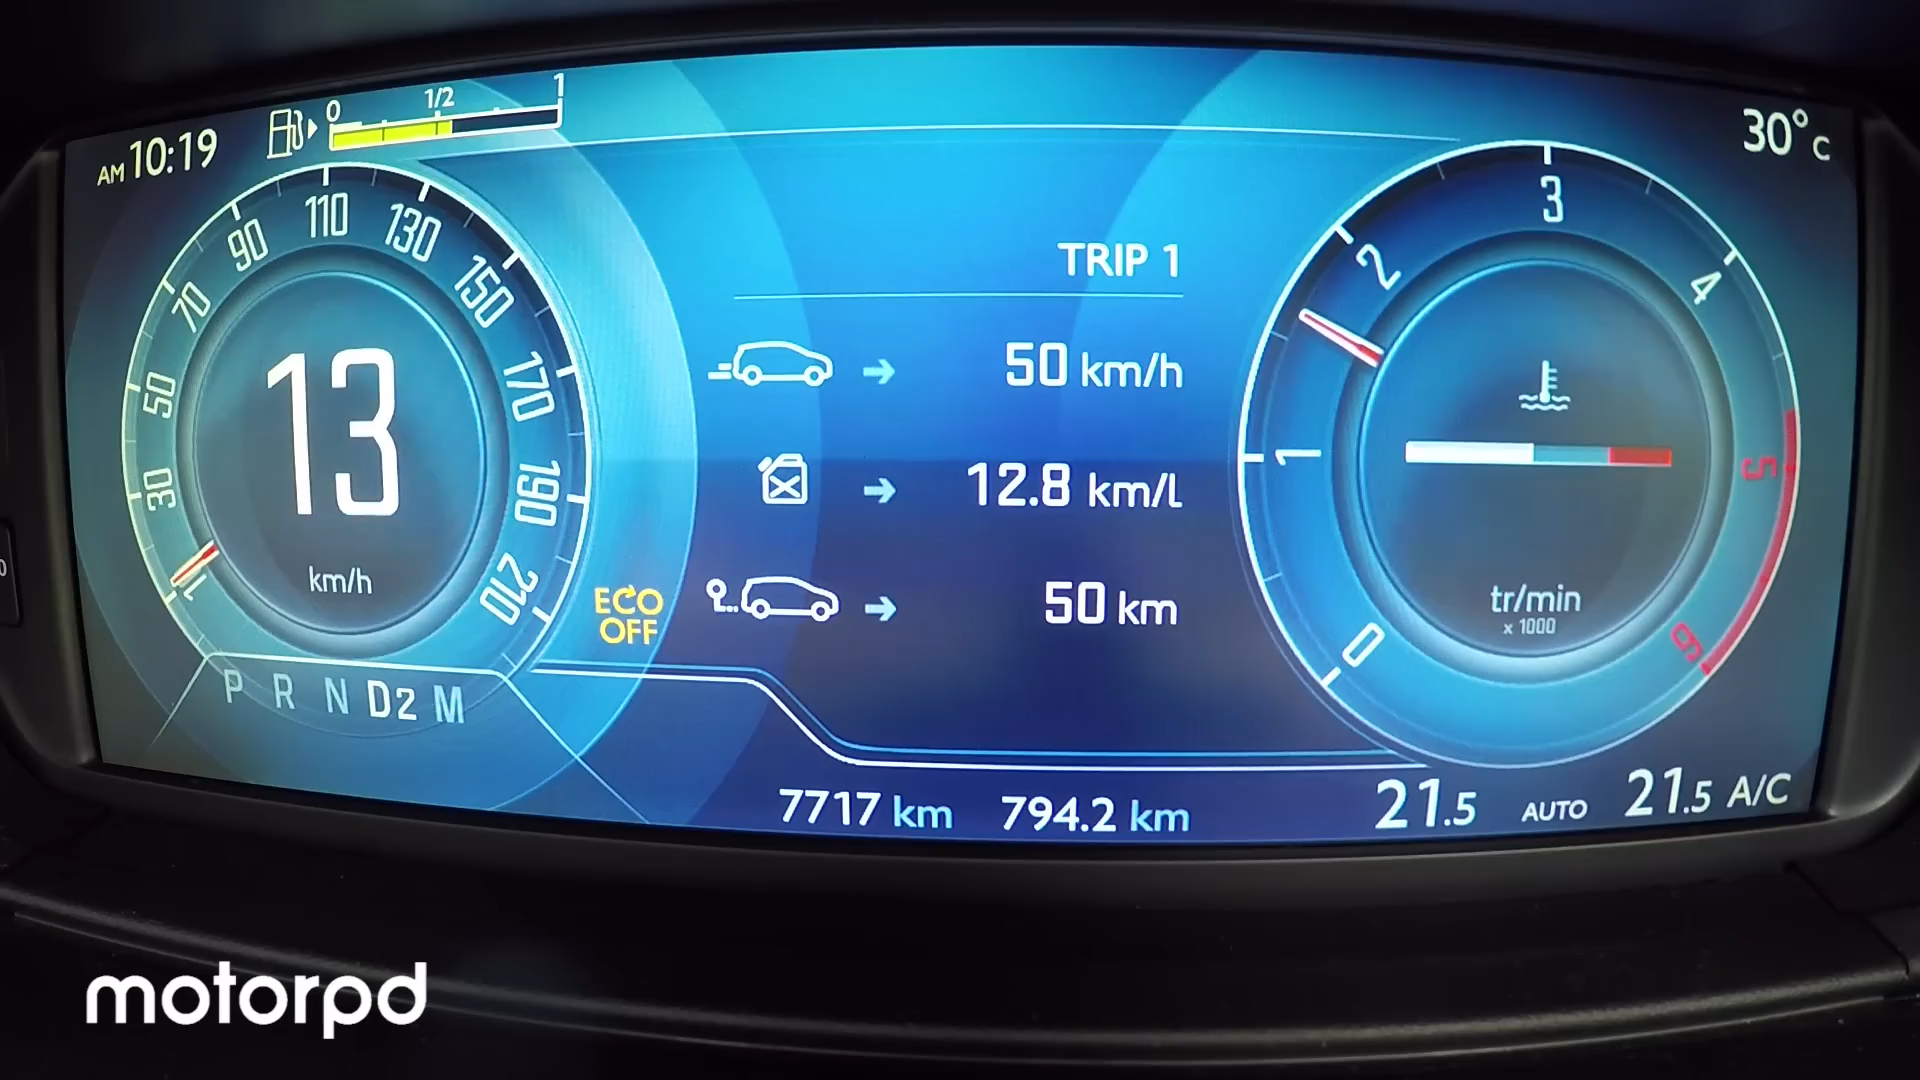 AM 10:19
0 1/2 1
30°C
10 30 50 70 90 110 130 150 170 190 210
13
km/h
ECO
OFF
P R N D2 M
TRIP 1
50 km/h
12.8 km/l
50 km
0 1 2 3 4 5 6
tr/min
x 1000
7717 km 794.2 km
21.5 AUTO 21.5 A/C
motorpd